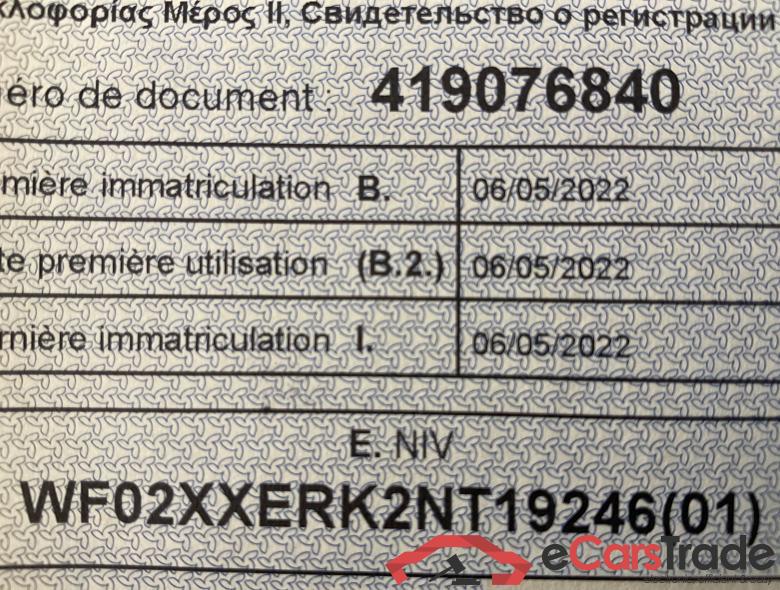 κλοφορίας Μέρος II, Свидетельство о регистрации
éro de document : 419076840
mière immatriculation B. 06/05/2022
te première utilisation (B.2.) 06/05/2022
rnière immatriculation I. 06/05/2022
E. NIV
WF02XXERK2NT19246(01)
eCarsTrade